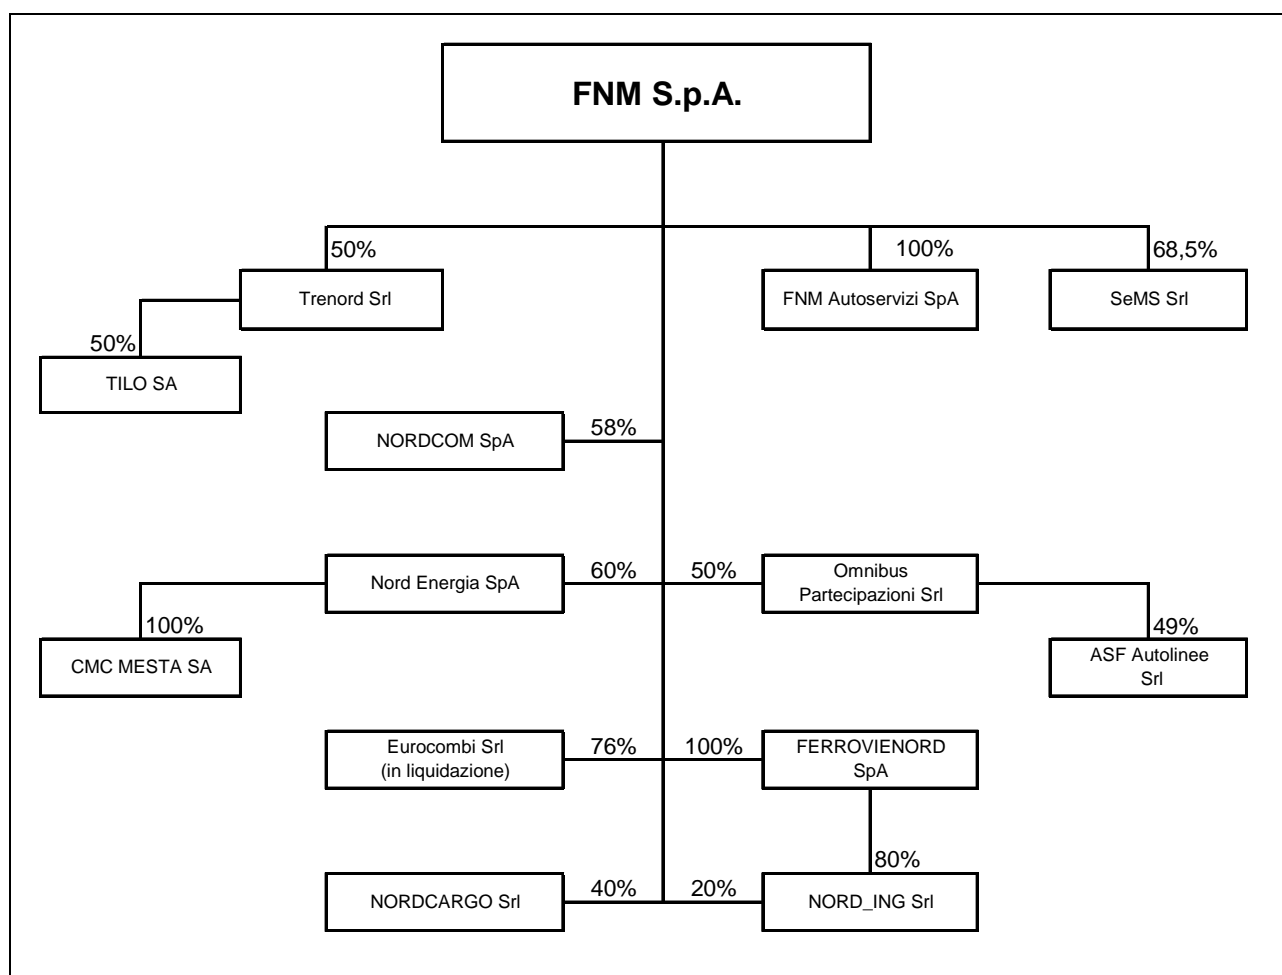 FNM S.p.A.
50%
100%
68,5%
Trenord Srl
FNM Autoservizi SpA
SeMS Srl
50%
TILO SA
NORDCOM SpA
58%
Nord Energia SpA
60%
50%
Omnibus
Partecipazioni Srl
100%
49%
CMC MESTA SA
ASF Autolinee
Srl
Eurocombi Srl
(in liquidazione)
76%
100%
FERROVIENORD
SpA
80%
NORDCARGO Srl
40%
20%
NORD_ING Srl